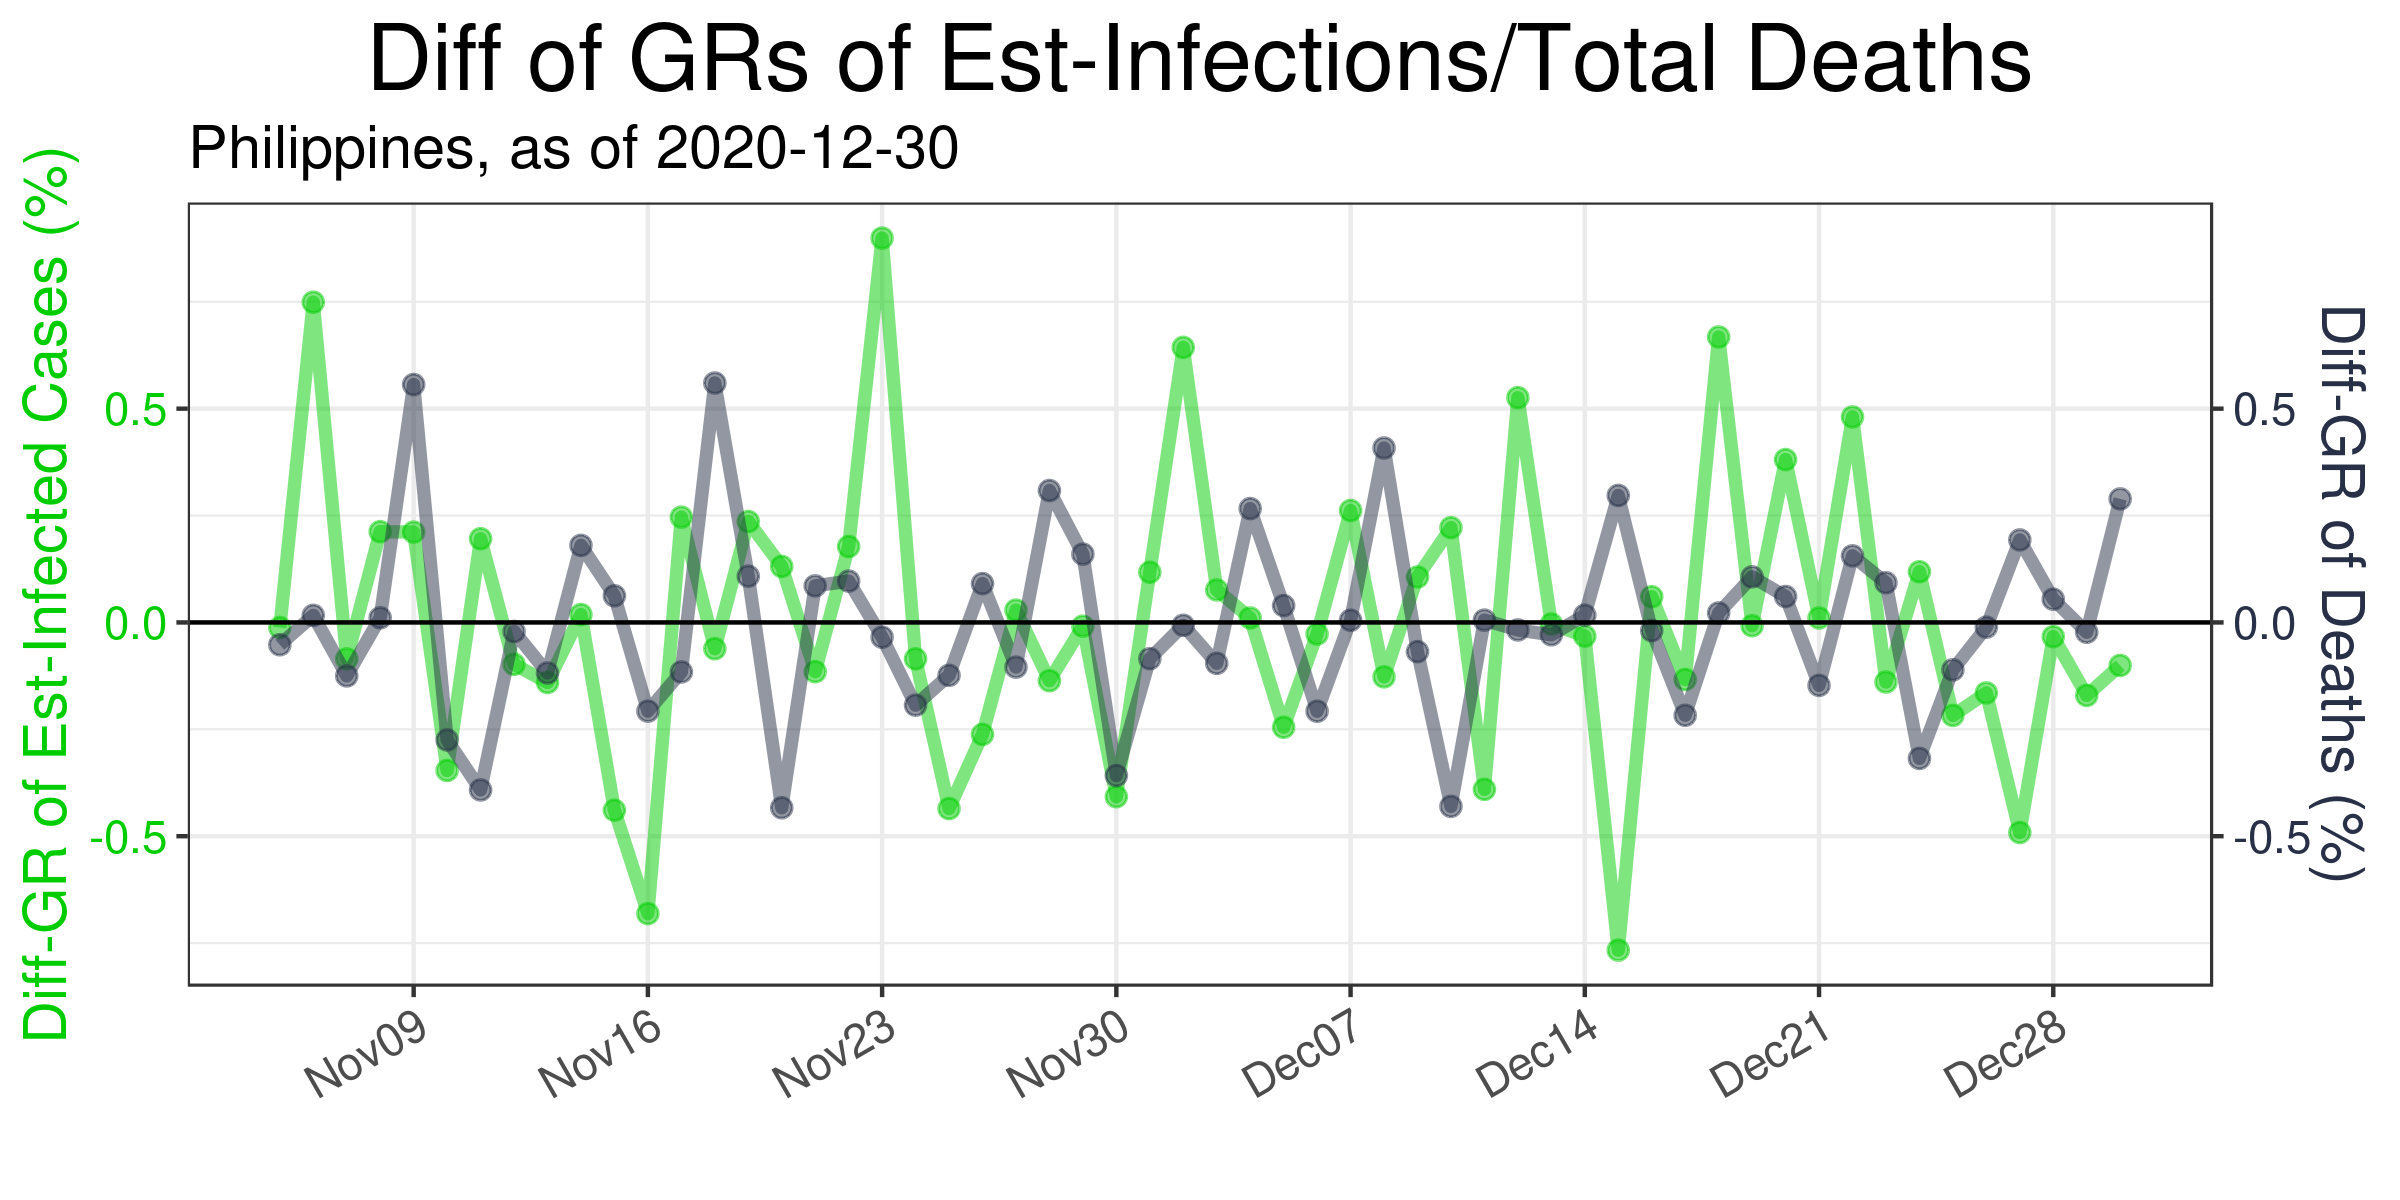 Diff of GRs of Est-Infections/Total Deaths
Philippines, as of 2020-12-30
Diff-GR of Est-Infected Cases (%)
0.5
0.0
-0.5
0.5
0.0
-0.5
Diff-GR of Deaths (%)
Nov09
Nov16
Nov23
Nov30
Dec07
Dec14
Dec21
Dec28